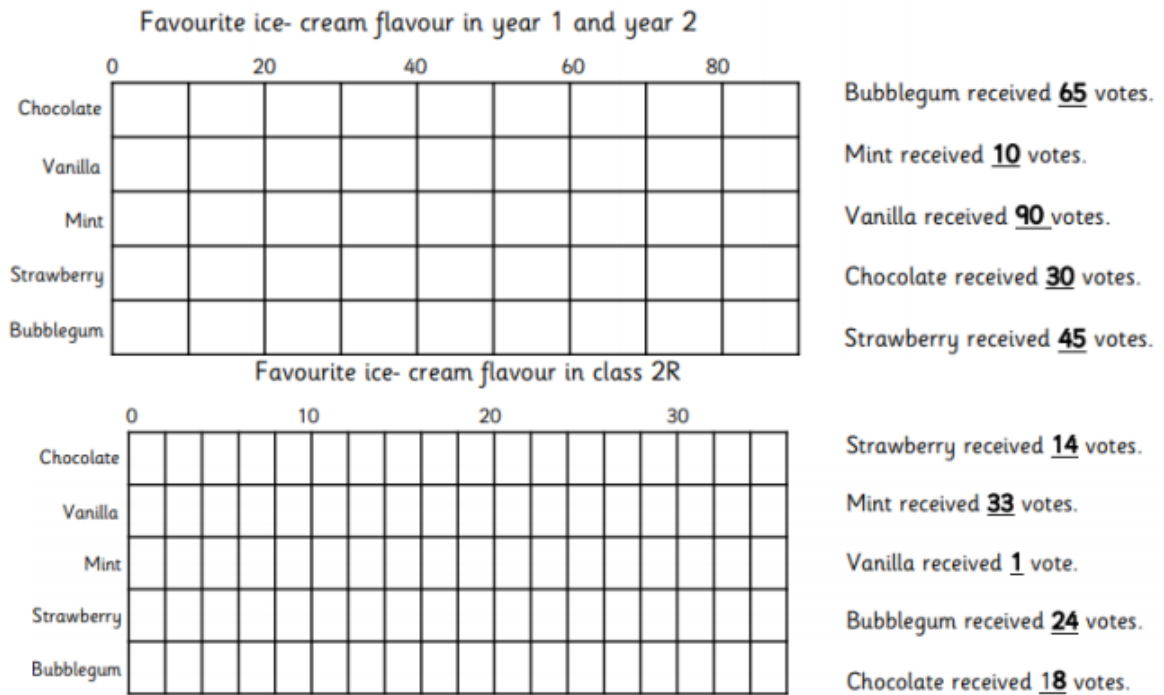 Favourite ice- cream flavour in year 1 and year 2
0 20 40 60 80
Chocolate
Vanilla
Mint
Strawberry
Bubblegum
Bubblegum received 65 votes.
Mint received 10 votes.
Vanilla received 90 votes.
Chocolate received 30 votes.
Strawberry received 45 votes.
Favourite ice- cream flavour in class 2R
0 10 20 30
Chocolate
Vanilla
Mint
Strawberry
Bubblegum
Strawberry received 14 votes.
Mint received 33 votes.
Vanilla received 1 vote.
Bubblegum received 24 votes.
Chocolate received 18 votes.